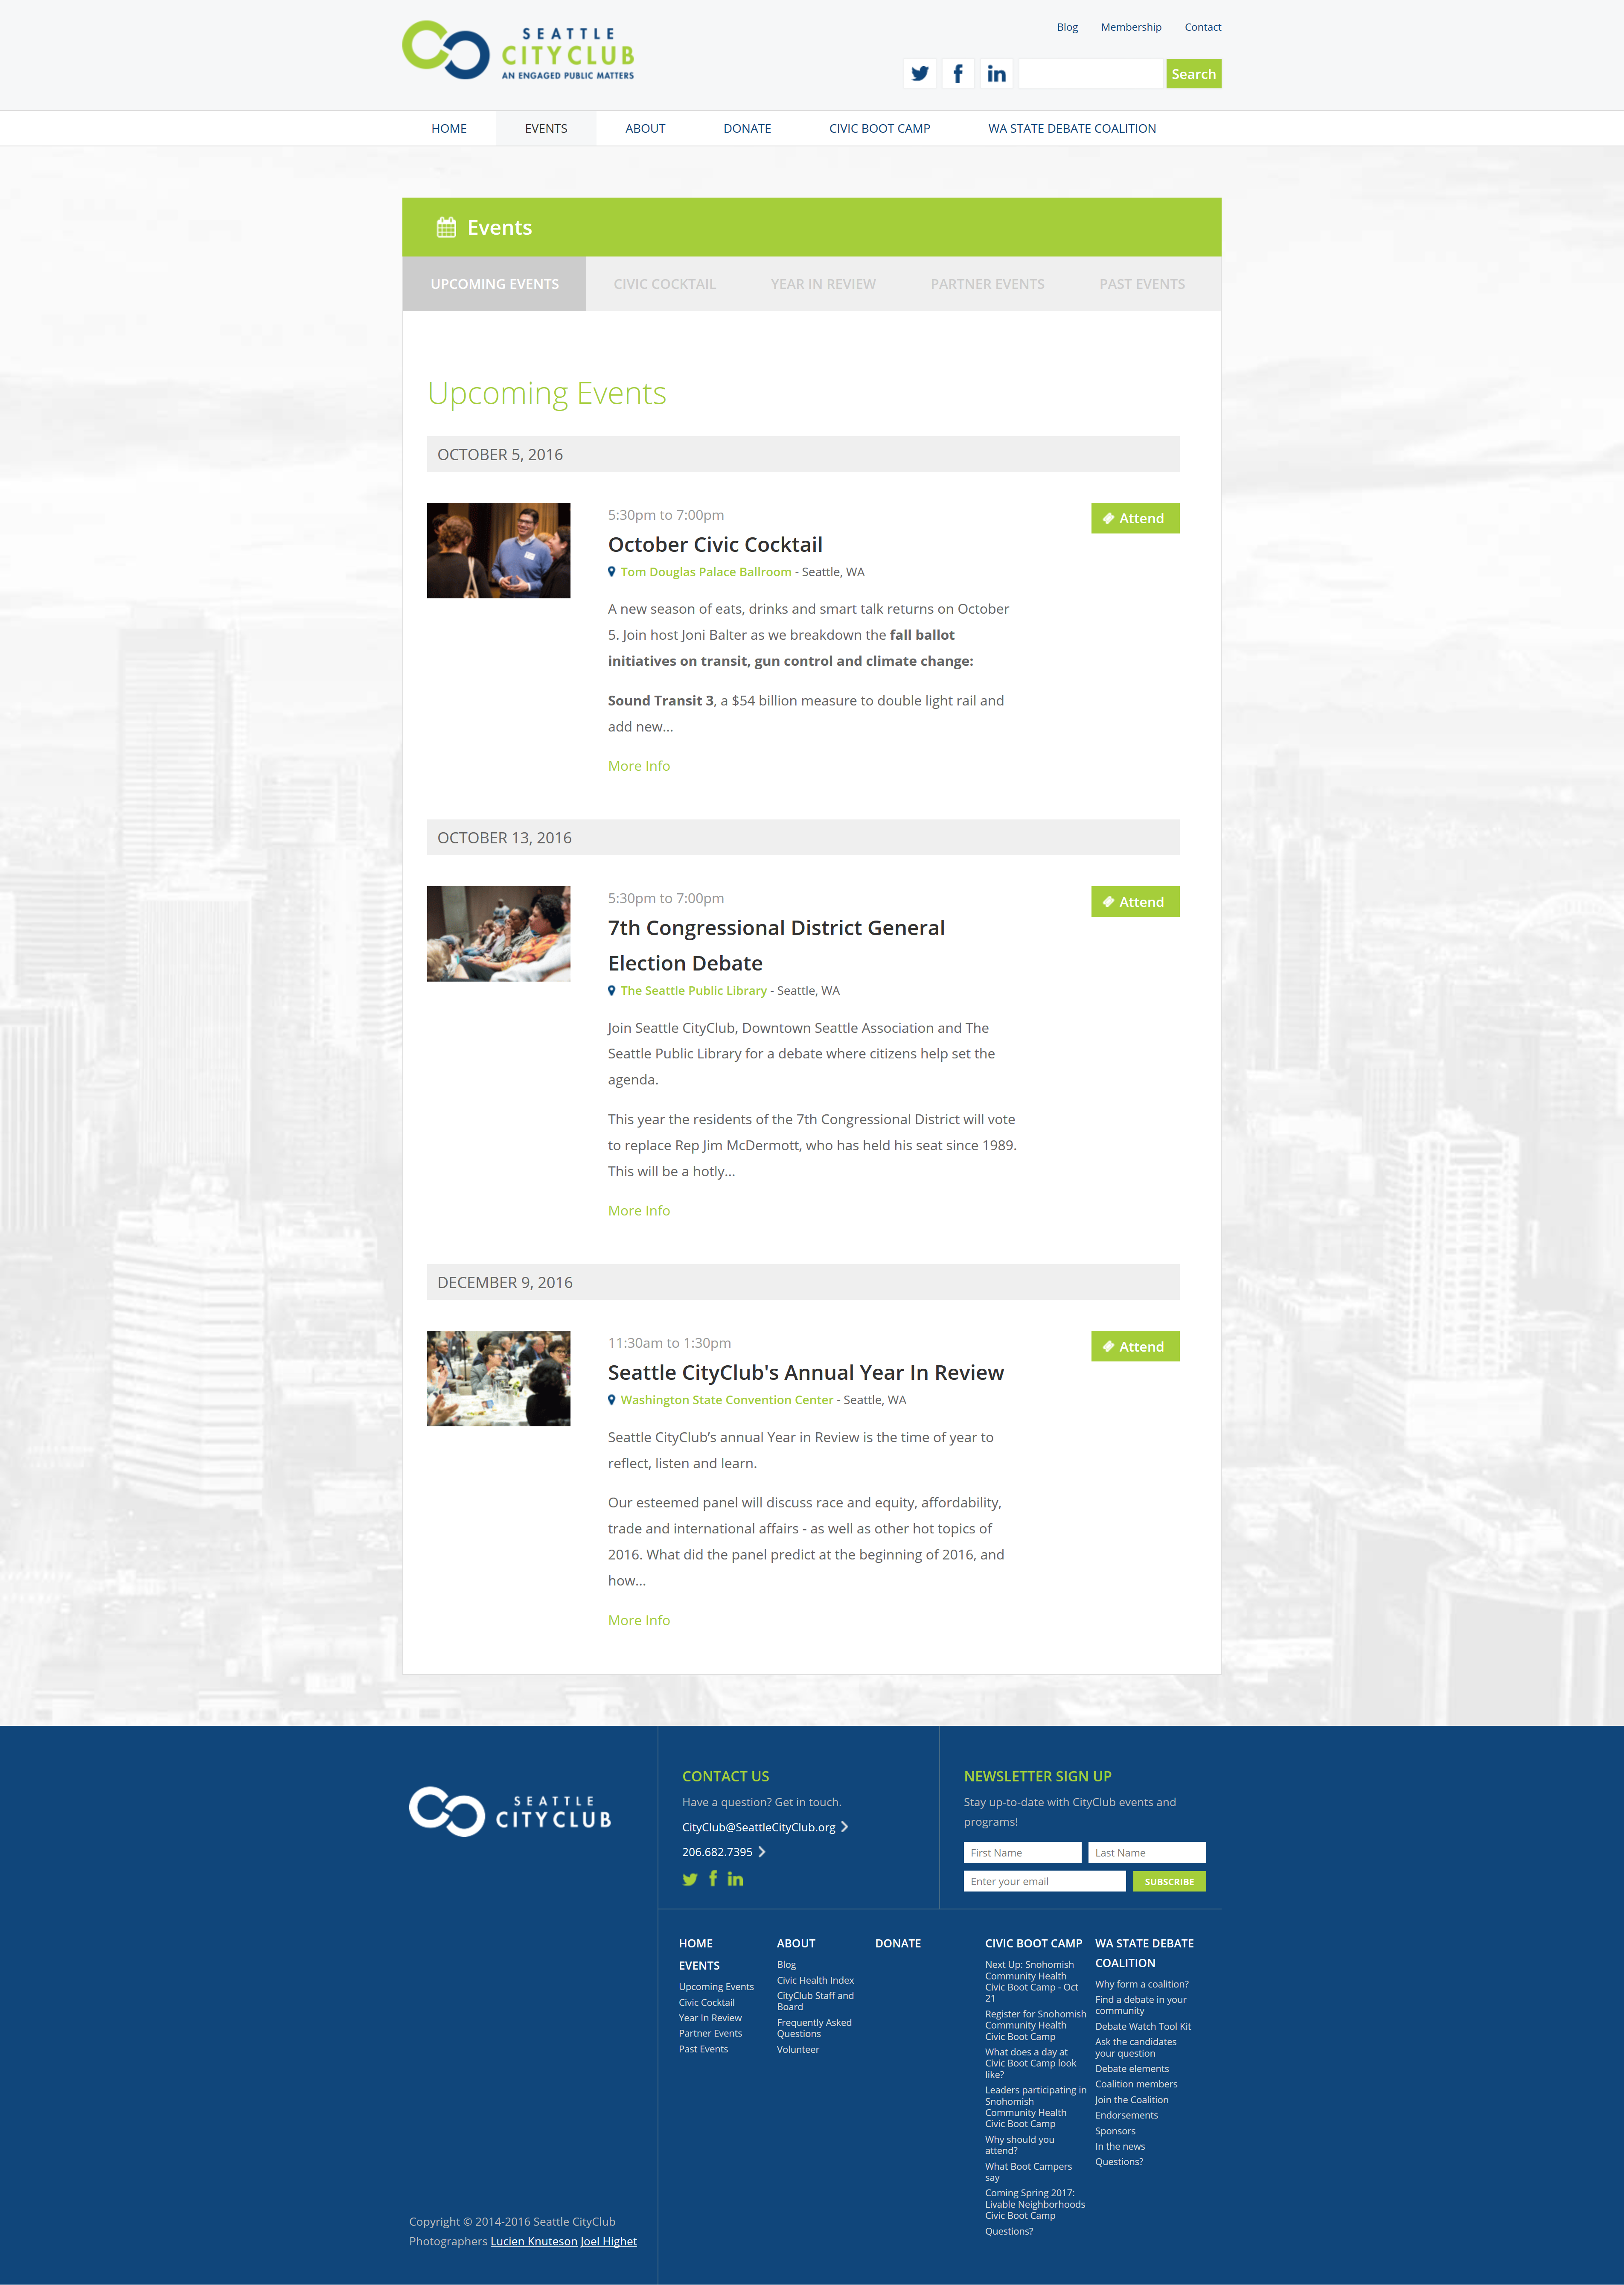 SEATTLE
CITYCLUB
AN ENGAGED PUBLIC MATTERS
Blog Membership Contact
Search
HOME EVENTS ABOUT DONATE CIVIC BOOT CAMP WA STATE DEBATE COALITION
Events
UPCOMING EVENTS CIVIC COCKTAIL YEAR IN REVIEW PARTNER EVENTS PAST EVENTS
Upcoming Events
OCTOBER 5, 2016
5:30pm to 7:00pm
Attend
October Civic Cocktail
Tom Douglas Palace Ballroom - Seattle, WA
A new season of eats, drinks and smart talk returns on October
5. Join host Joni Balter as we breakdown the fall ballot
initiatives on transit, gun control and climate change:
Sound Transit 3, a $54 billion measure to double light rail and
add new...
More Info
OCTOBER 13, 2016
5:30pm to 7:00pm
Attend
7th Congressional District General
Election Debate
The Seattle Public Library - Seattle, WA
Join Seattle CityClub, Downtown Seattle Association and The
Seattle Public Library for a debate where citizens help set the
agenda.
This year the residents of the 7th Congressional District will vote
to replace Rep Jim McDermott, who has held his seat since 1989.
This will be a hotly...
More Info
DECEMBER 9, 2016
11:30am to 1:30pm
Attend
Seattle CityClub's Annual Year In Review
Washington State Convention Center - Seattle, WA
Seattle CityClub’s annual Year in Review is the time of year to
reflect, listen and learn.
Our esteemed panel will discuss race and equity, affordability,
trade and international affairs - as well as other hot topics of
2016. What did the panel predict at the beginning of 2016, and
how...
More Info
SEATTLE
CITYCLUB
CONTACT US
Have a question? Get in touch.
CityClub@SeattleCityClub.org
206.682.7395
NEWSLETTER SIGN UP
Stay up-to-date with CityClub events and
programs!
First Name Last Name
Enter your email SUBSCRIBE
HOME
EVENTS
Upcoming Events
Civic Cocktail
Year In Review
Partner Events
Past Events
ABOUT
Blog
Civic Health Index
CityClub Staff and
Board
Frequently Asked
Questions
Volunteer
DONATE
CIVIC BOOT CAMP
Next Up: Snohomish
Community Health
Civic Boot Camp - Oct
21
Register for Snohomish
Community Health
Civic Boot Camp
What does a day at
Civic Boot Camp look
like?
Leaders participating in
Snohomish
Community Health
Civic Boot Camp
Why should you
attend?
What Boot Campers
say
Coming Spring 2017:
Livable Neighborhoods
Civic Boot Camp
Questions?
WA STATE DEBATE
COALITION
Why form a coalition?
Find a debate in your
community
Debate Watch Tool Kit
Ask the candidates
your question
Debate elements
Coalition members
Join the Coalition
Endorsements
Sponsors
In the news
Questions?
Copyright © 2014-2016 Seattle CityClub
Photographers Lucien Knuteson Joel Highet